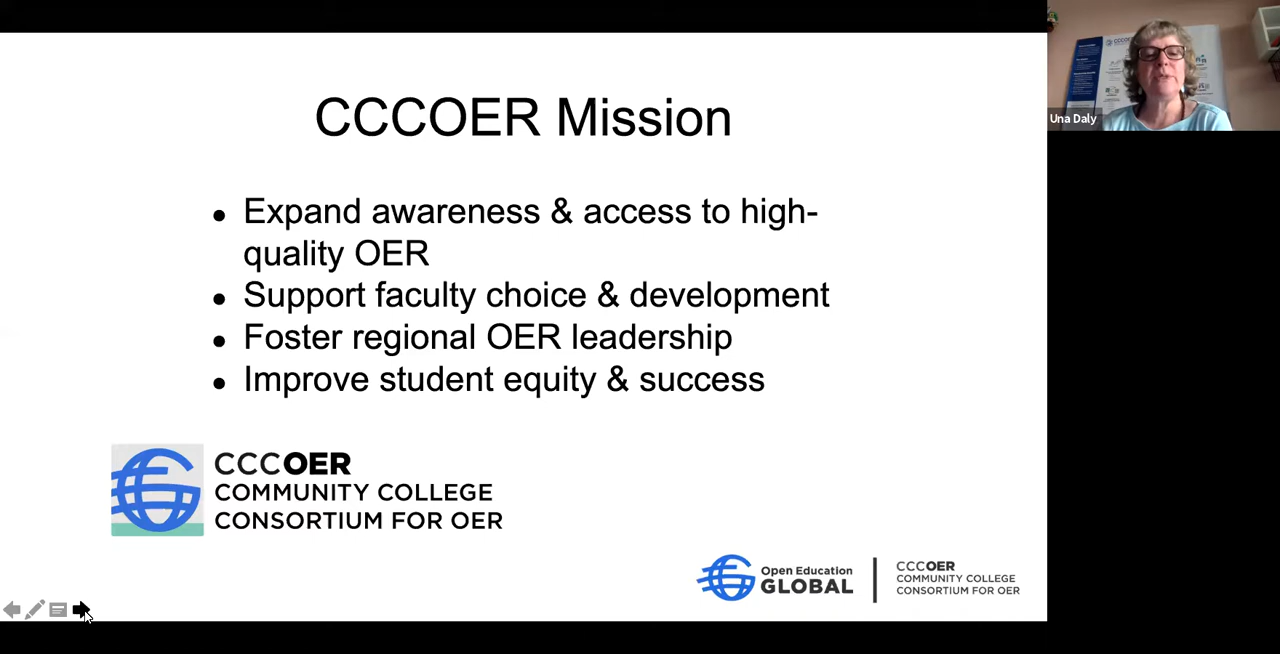 CCCOER Mission
● Expand awareness & access to high-
quality OER
● Support faculty choice & development
● Foster regional OER leadership
● Improve student equity & success
CCCOER
COMMUNITY COLLEGE
CONSORTIUM FOR OER
Open Education
GLOBAL
CCCOER
COMMUNITY COLLEGE
CONSORTIUM FOR OER
CCCOER
Una Daly